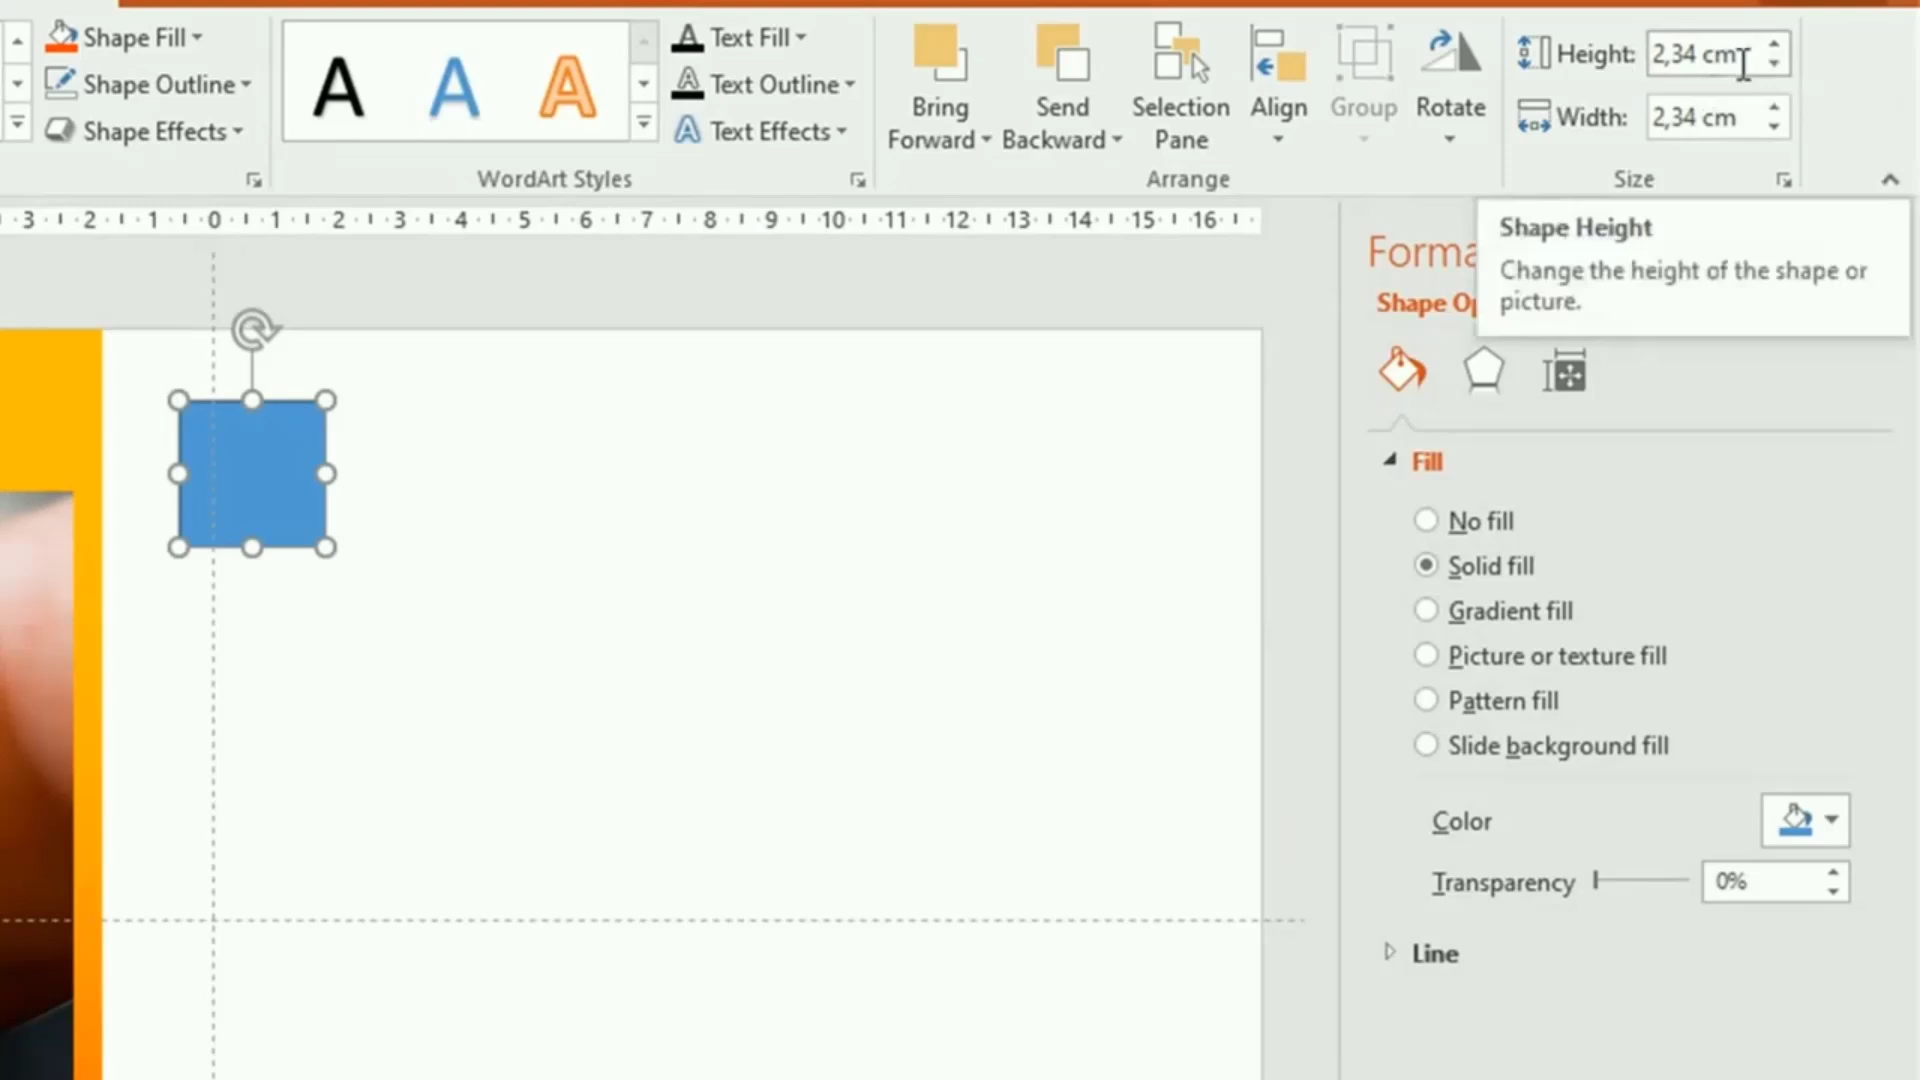 Shape Fill
Shape Outline
Shape Effects
A A A
WordArt Styles
Text Fill
Text Outline
Text Effects
Bring
Forward
Send
Backward
Selection
Pane
Align
Group
Rotate
Arrange
Height: 2,34 cm
Width: 2,34 cm
Size
3 2 1 0 1 2 3 4 5 6 7 8 9 10 11 12 13 14 15 16
Shape Height
Change the height of the shape or
picture.
Forma
Shape Op
Fill
No fill
Solid fill
Gradient fill
Picture or texture fill
Pattern fill
Slide background fill
Color
Transparency 0%
Line